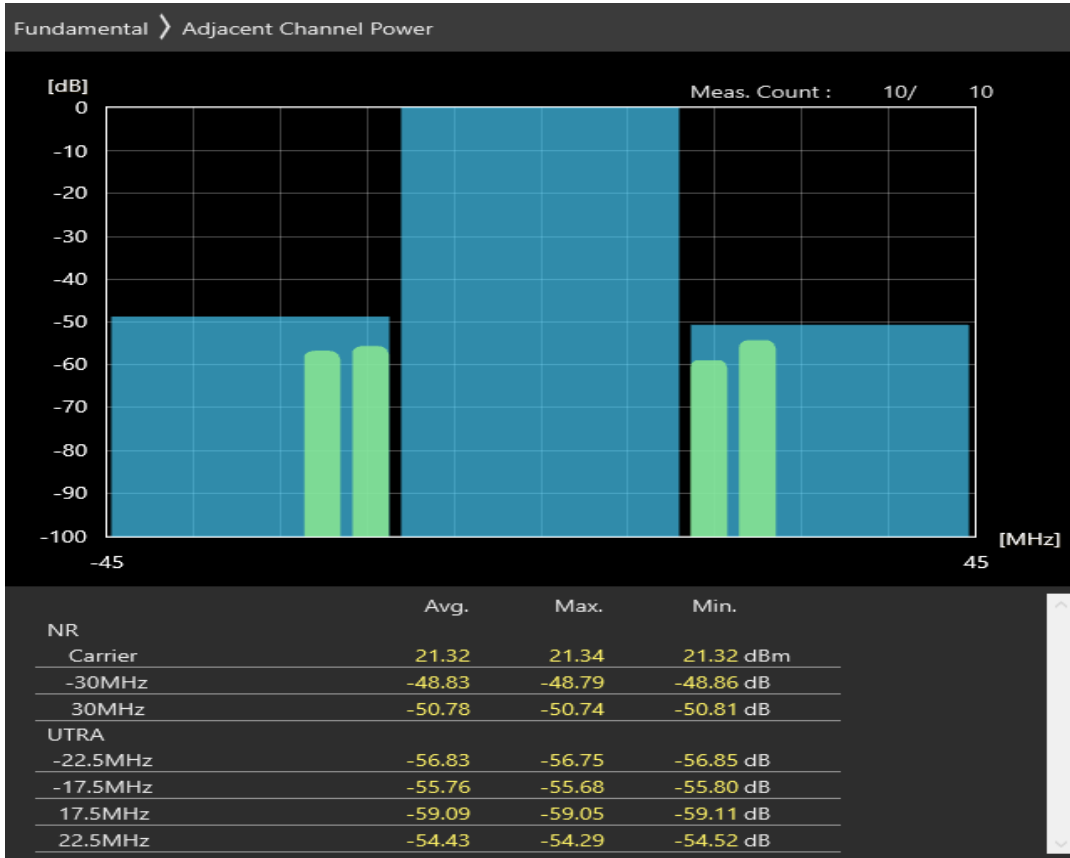 Fundamental 〉 Adjacent Channel Power
[dB]
Meas. Count : 10/ 10
0
-10
-20
-30
-40
-50
-60
-70
-80
-90
-100
[MHz]
-45 45
Avg. Max. Min.
NR
Carrier 21.32 21.34 21.32 dBm
-30MHz -48.83 -48.79 -48.86 dB
30MHz -50.78 -50.74 -50.81 dB
UTRA
-22.5MHz -56.83 -56.75 -56.85 dB
-17.5MHz -55.76 -55.68 -55.80 dB
17.5MHz -59.09 -59.05 -59.11 dB
22.5MHz -54.43 -54.29 -54.52 dB